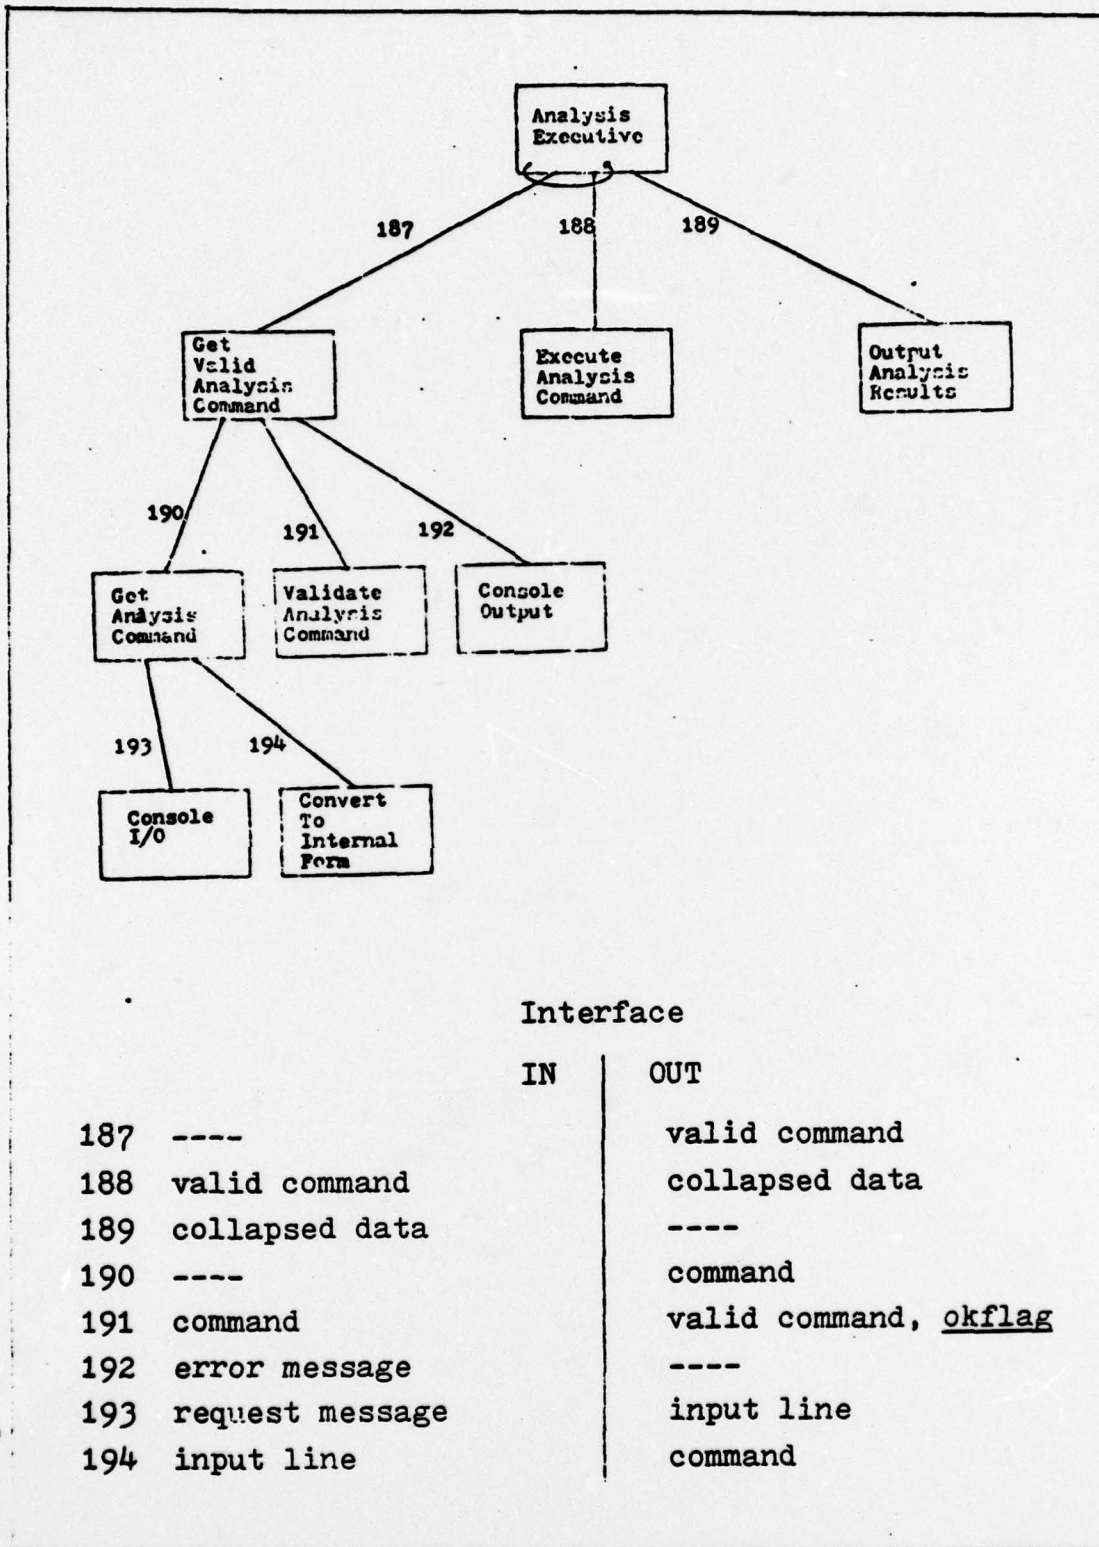 Analysis
Executive
187
188
189
Get
Valid
Analysis
Command
Execute
Analysis
Command
Output
Analysis
Results
190
191
192
Get
Anlysis
Command
Validate
Analysis
Command
Console
Output
193
194
Console
I/O
Convert
To
Internal
Form
Interface
IN OUT
187 ---- valid command
188 valid command collapsed data
189 collapsed data ----
190 ---- command
191 command valid command, okflag
192 error message ----
193 request message input line
194 input line command